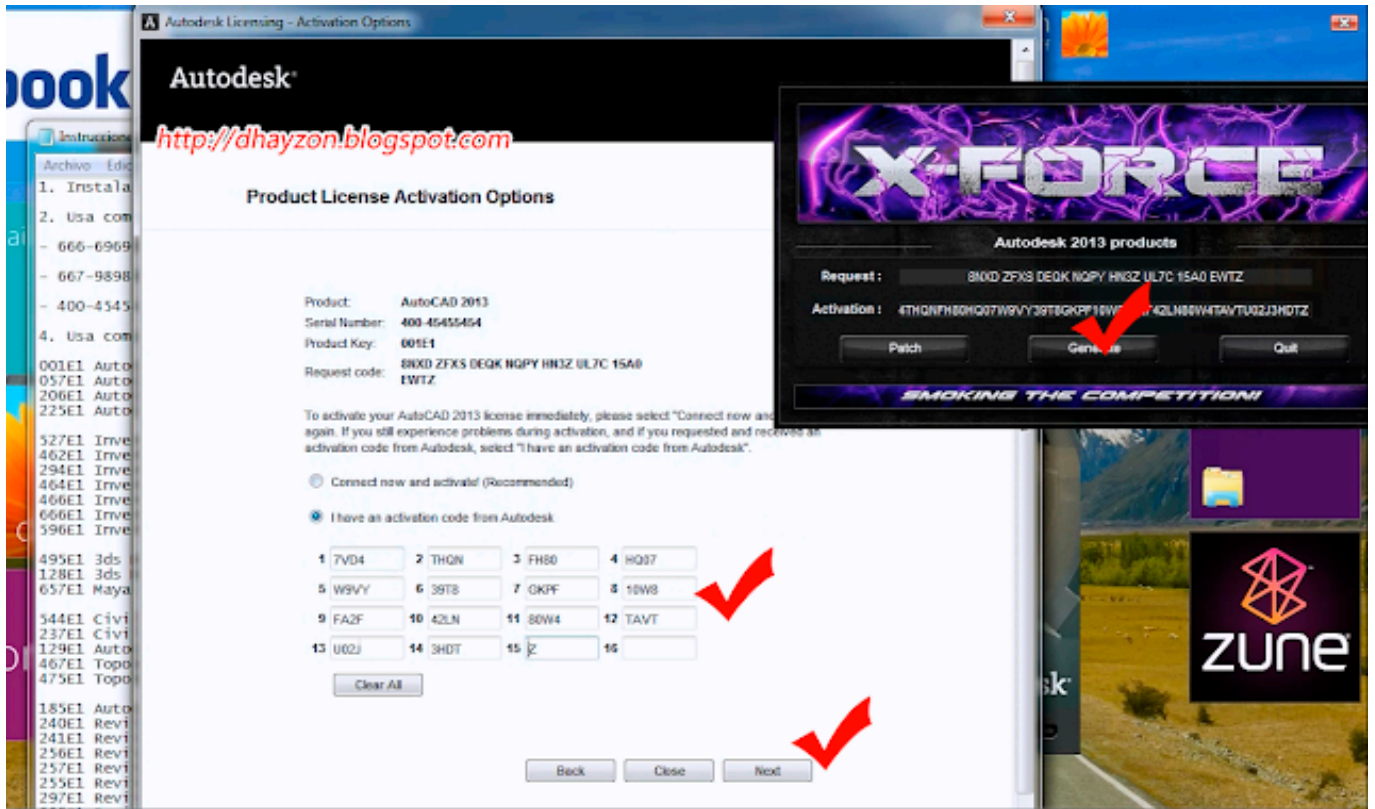 Autodesk Licensing - Activation Options
Autodesk
http://dhayzon.blogspot.com
book
Instruccione
Archivo
1. Instala
2. Usa com
- 666-6969
- 667-9898
- 400-4545
4. Usa com
001E1 Auto
057E1 Auto
206E1 Auto
225E1 Auto
527E1 Inve
462E1 Inve
294E1 Inve
464E1 Inve
466E1 Inve
666E1 Inve
596E1 Inve
495E1 3ds
128E1 3ds
657E1 Maya
544E1 Civi
237E1 Civi
129E1 Auto
467E1 Topo
475E1 Topo
185E1 Auto
240E1 Revi
241E1 Revi
256E1 Revi
257E1 Revi
255E1 Revi
297E1 Revi
Product License Activation Options
Product: AutoCAD 2013
Serial Number: 400-45455454
Product Key: 001E1
Request code: 8NXD ZFXS DEQK NQPY HN3Z UL7C 15A0
EWTZ
To activate your AutoCAD 2013 license immediately, please select "Connect now and
again. If you still experience problems during activation, and if you requested and received an
activation code from Autodesk, select "I have an activation code from Autodesk".
Connect now and activate! (Recommended)
I have an activation code from Autodesk
1 7VD4 2 THQN 3 FH80 4 HQ07
5 W9VY 6 39T8 7 GKPF 8 10W8
9 FA2F 10 42LN 11 80W4 12 TAVT
13 U02J 14 3HDT 15 Z 16
Clear All
Back Close Next
X-FORCE
Autodesk 2013 products
Request : 8NXD ZFXS DEQK NQPY HN3Z UL7C 15A0 EWTZ
Activation :
Patch Generate Quit
SMOKING THE COMPETITION!
zune